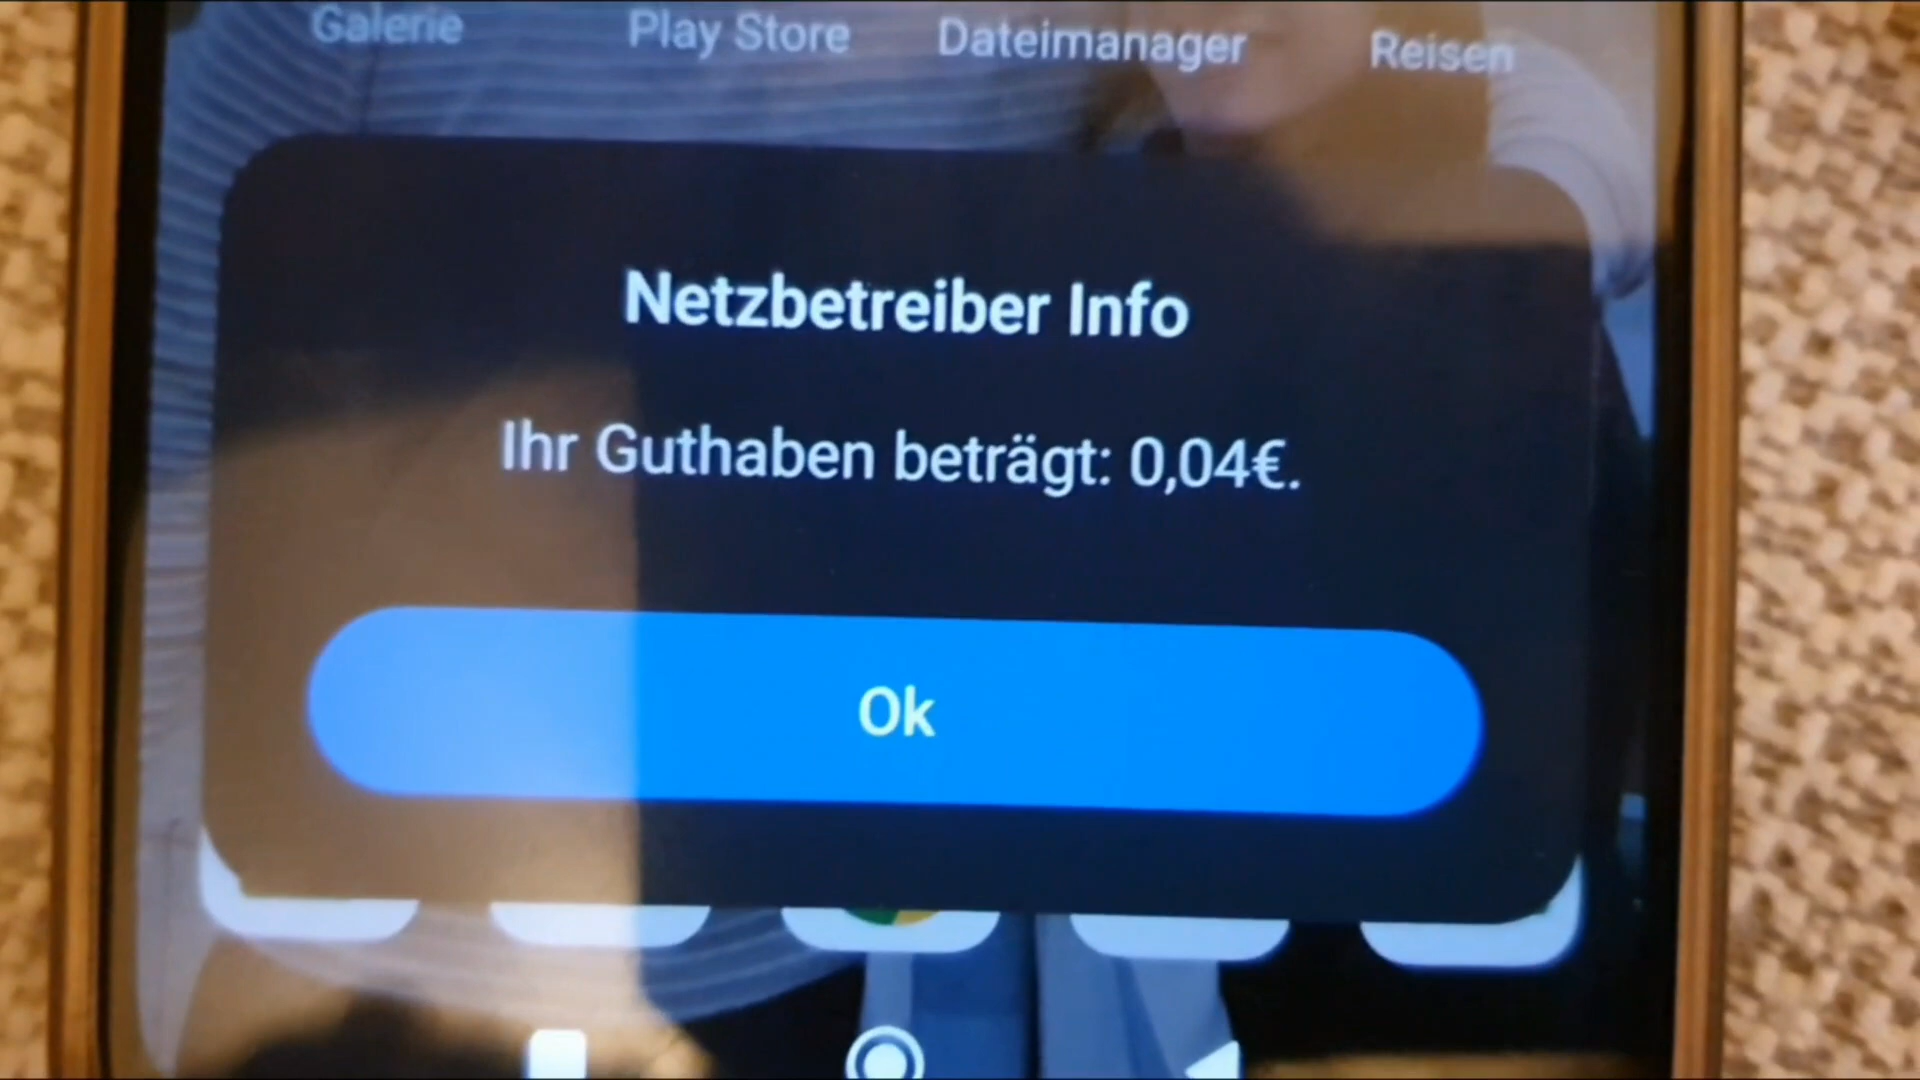 Galerie Play Store Dateimanager Reisen
Netzbetreiber Info
Ihr Guthaben beträgt: 0,04€.
Ok